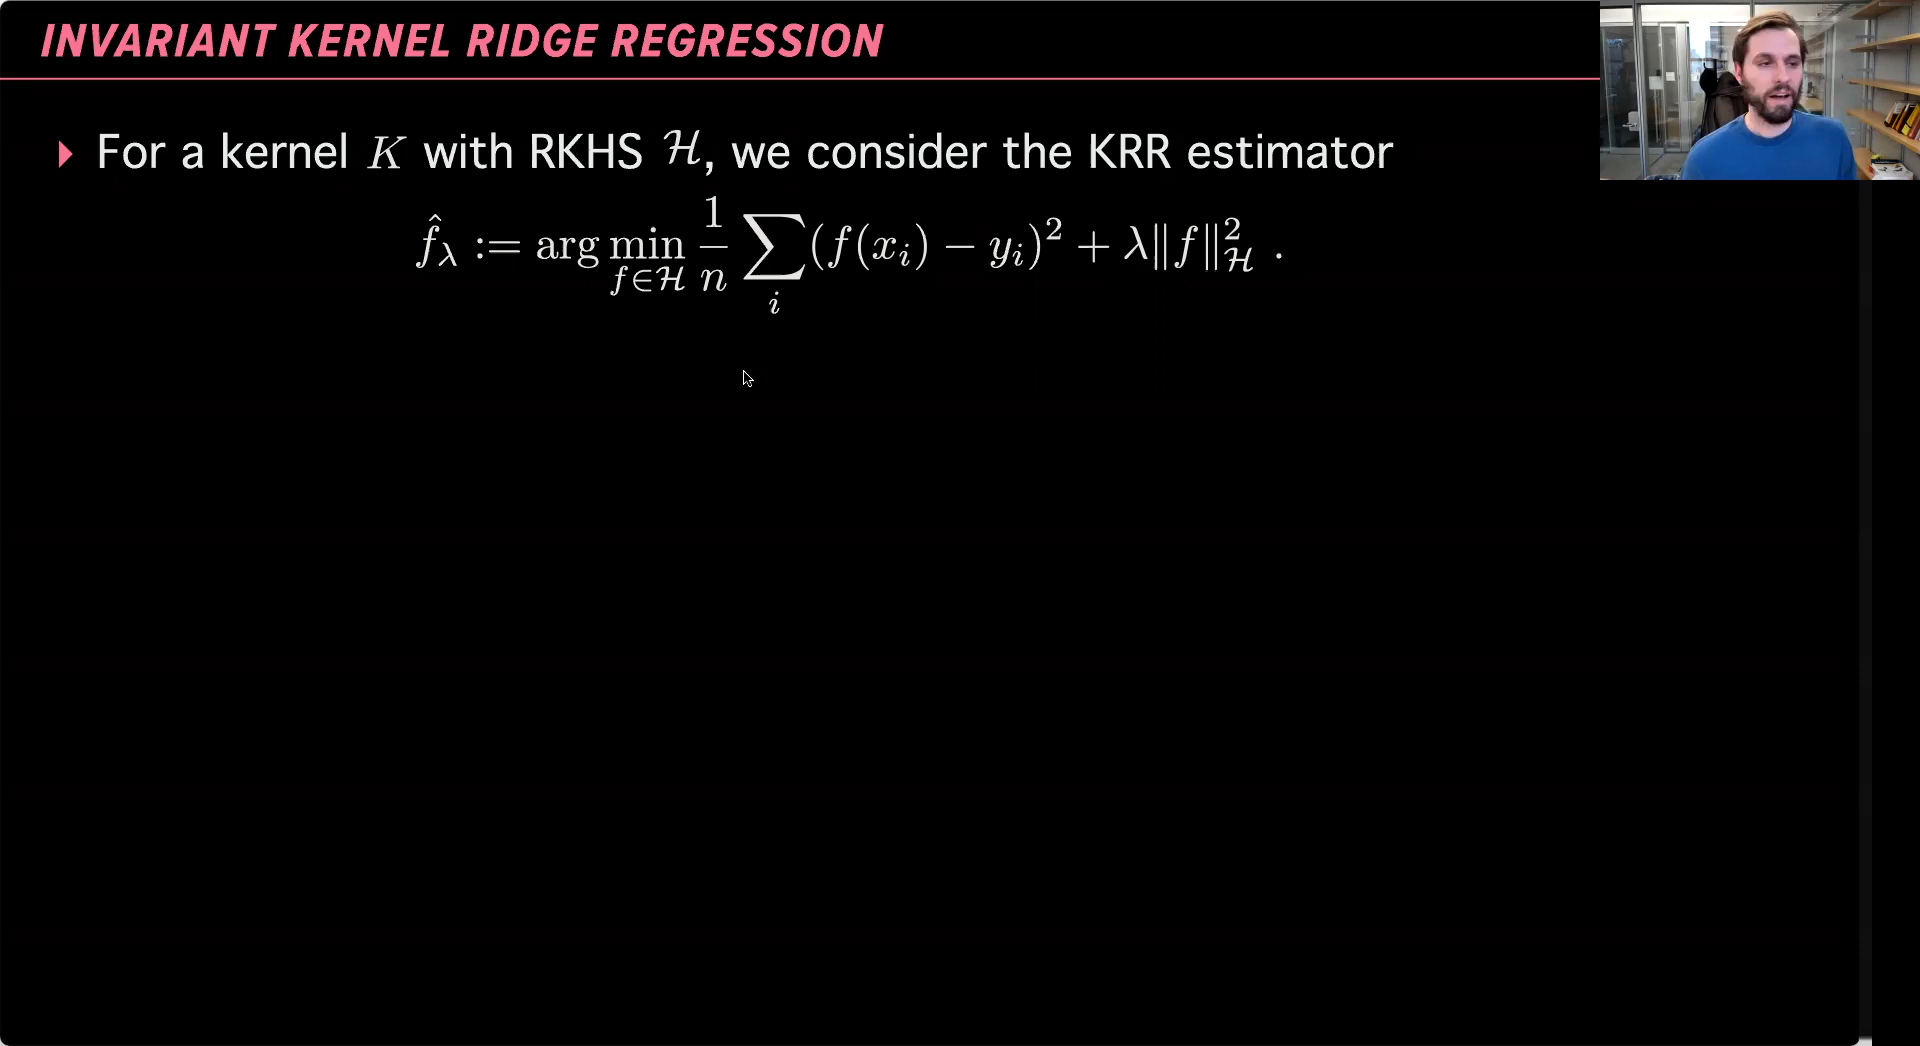 INVARIANT KERNEL RIDGE REGRESSION
For a kernel K with RKHS ℋ, we consider the KRR estimator
f̂_λ := arg min_{f∈ℋ} 1/n ∑_i (f(x_i) − y_i)² + λ‖f‖²_ℋ .